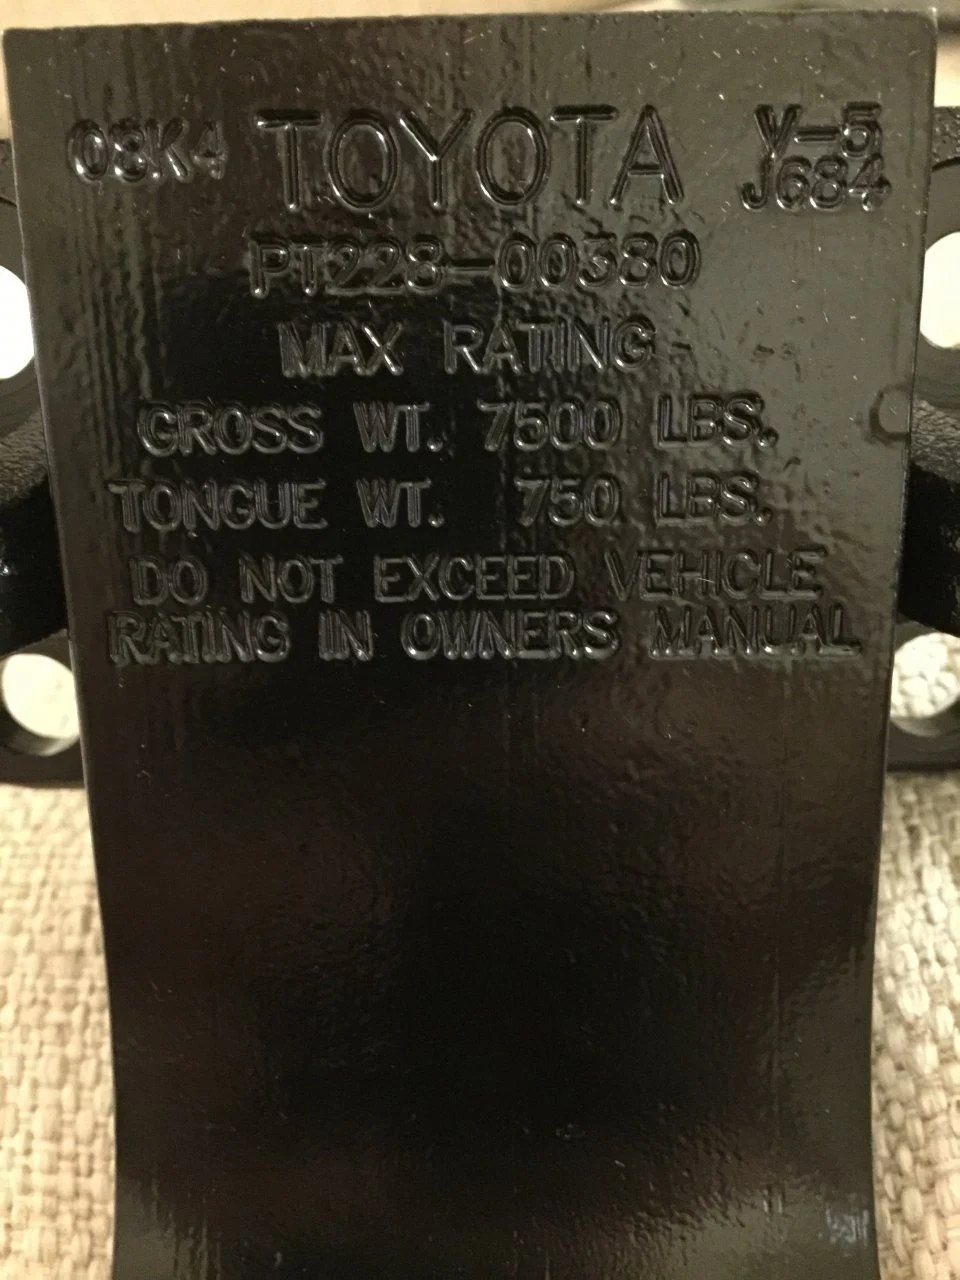 08K4 TOYOTA V-5
J684
PT228-00380
MAX RATING
GROSS WT. 7500 LBS.
TONGUE WT. 750 LBS.
DO NOT EXCEED VEHICLE
RATING IN OWNERS MANUAL